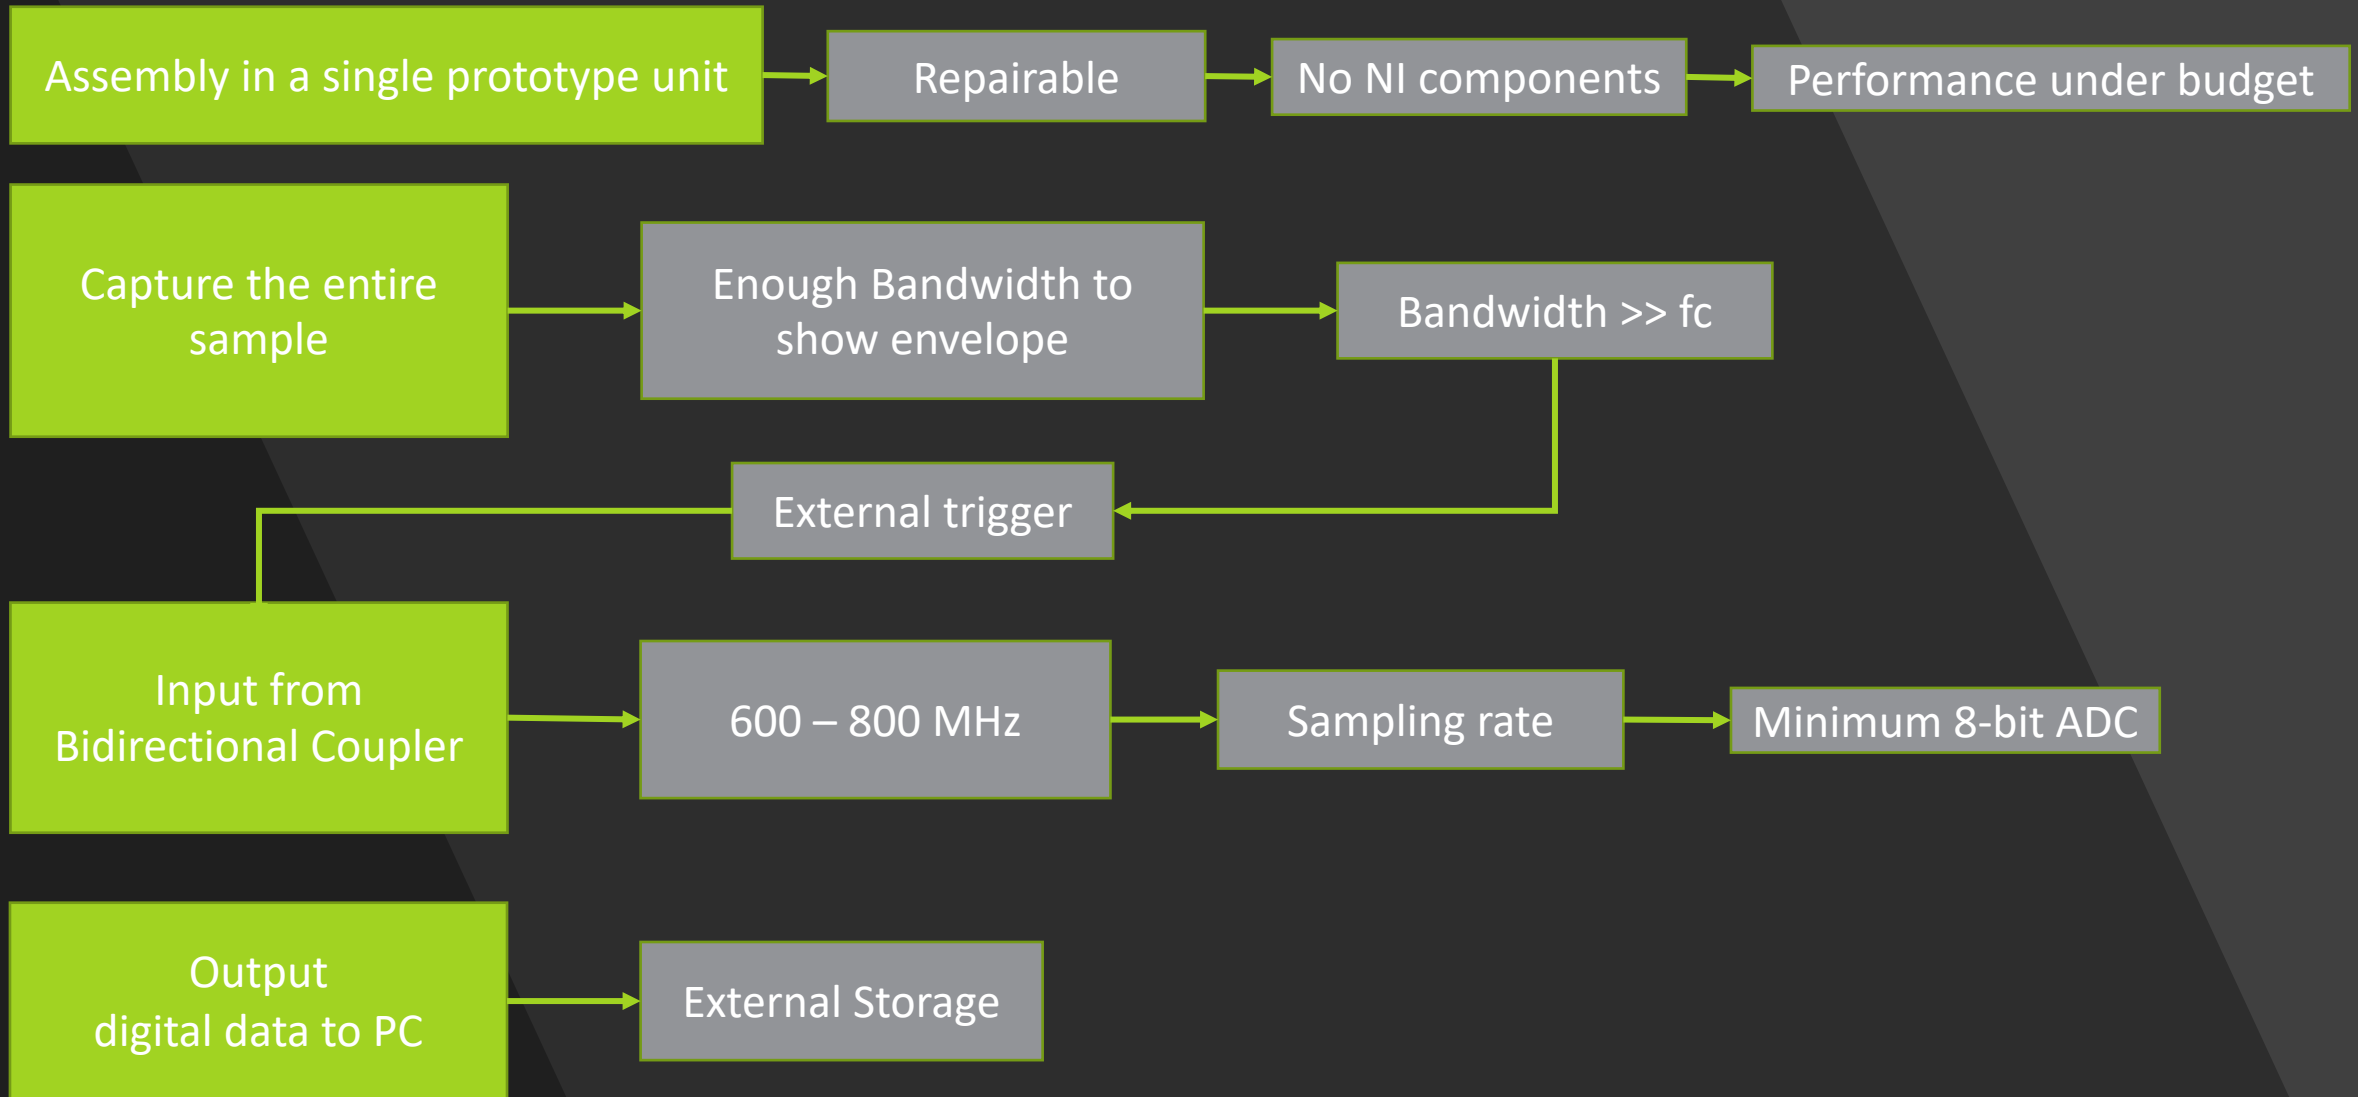 Assembly in a single prototype unit
Repairable
No NI components
Performance under budget
Capture the entire
sample
Enough Bandwidth to
show envelope
Bandwidth >> fc
External trigger
Input from
Bidirectional Coupler
600 – 800 MHz
Sampling rate
Minimum 8-bit ADC
Output
digital data to PC
External Storage